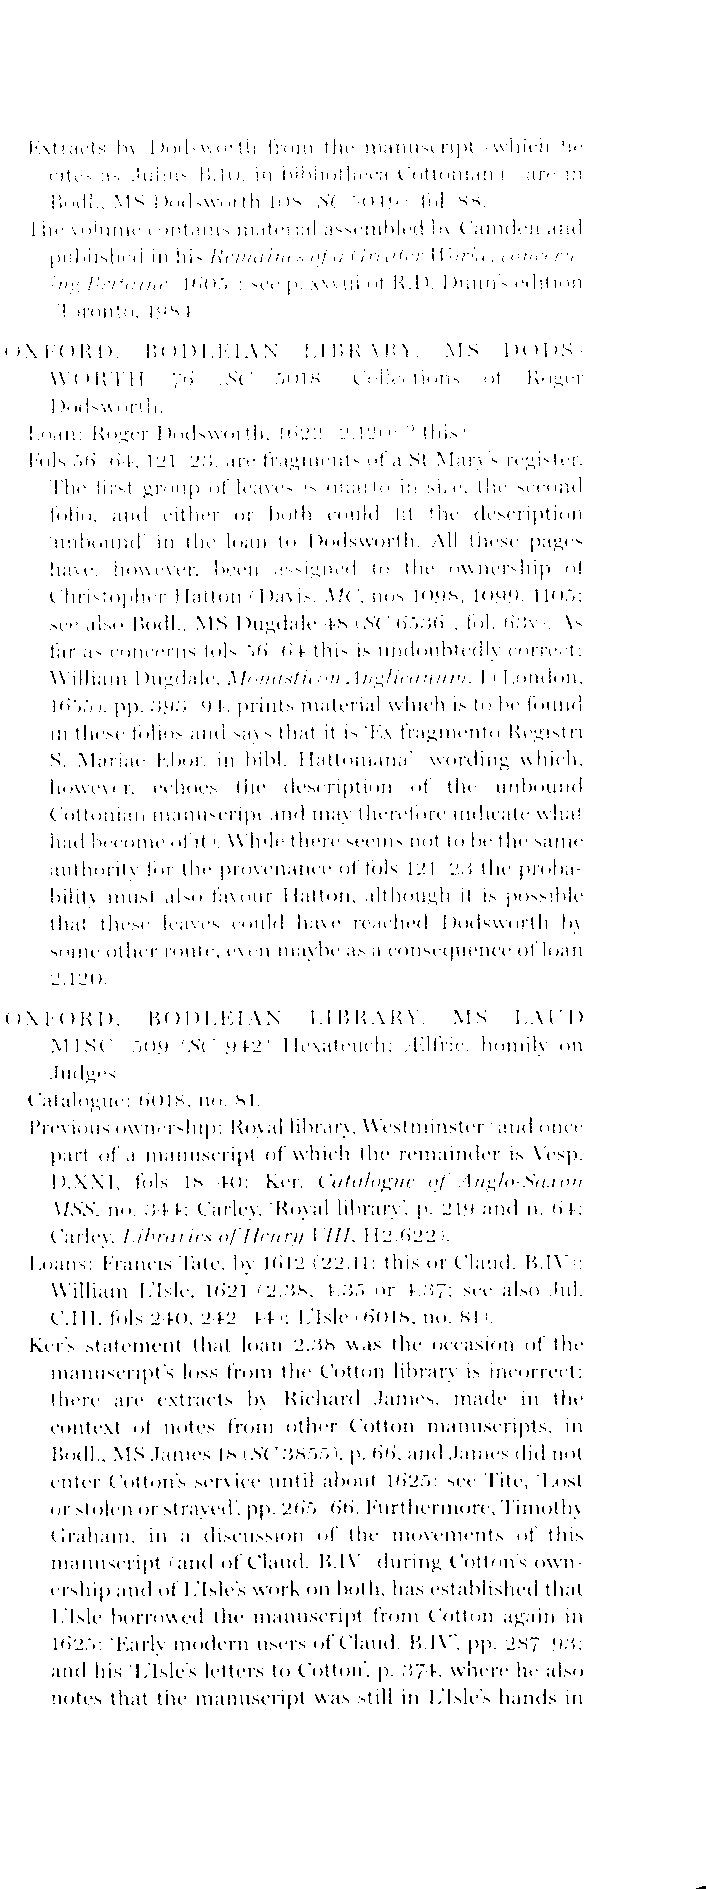 Extracts by Dodsworth from the manuscript (which he
cites as Julius B.10, in bibliotheca Cottoniana) are in
Bodl., MS Dodsworth 108 (SC 5049), fol. 88.
The volume contains material assembled by Camden and
published in his Remaines of a Greater Worke, concern-
ing Britaine (1605); see p. xxviii of R.D. Dunn's edition
(Toronto, 1984).
OXFORD, BODLEIAN LIBRARY, MS DODS-
WORTH 76 (SC 5018) Collections of Roger
Dodsworth.
Loan: Roger Dodsworth, 1622 (2.120: ? this).
Fols 56–64, 121–23, are fragments of a St Mary's register.
The first group of leaves is quarto in size, the second
folio, and either or both could fit the description
'unbound' in the loan to Dodsworth. All these pages
have, however, been assigned to the ownership of
Christopher Hatton (Davis, MC, nos 1098, 1099, 1105;
see also Bodl., MS Dugdale 48 (SC 6536), fol. 63v). As
far as concerns fols 56–64 this is undoubtedly correct:
William Dugdale, Monasticon Anglicanum, I (London,
1655), pp. 393–94, prints material which is to be found
in these folios and says that it is 'Ex fragmento Registri
S. Mariae Ebor. in bibl. Hattoniana' (wording which,
however, echoes the description of the unbound
Cottonian manuscript and may therefore indicate what
had become of it). While there seems not to be the same
authority for the provenance of fols 121–23 the proba-
bility must also favour Hatton, although it is possible
that these leaves could have reached Dodsworth by
some other route, even maybe as a consequence of loan
2.120.
OXFORD, BODLEIAN LIBRARY, MS LAUD
MISC. 509 (SC 942) Hexateuch; Ælfric, homily on
Judges.
Catalogue: 6018, no. 81.
Previous ownership: Royal library, Westminster (and once
part of a manuscript of which the remainder is Vesp.
D.XXI, fols 18–40: Ker, Catalogue of Anglo-Saxon
MSS, no. 344; Carley, 'Royal library', p. 219 and n. 64;
Carley, Libraries of Henry VIII, H2.622).
Loans: Francis Tate, by 1612 (22.11: this or Claud. B.IV);
William L'Isle, 1621 (2.38, 4.35 or 4.37; see also Jul.
C.III, fols 240, 242–44); L'Isle (6018, no. 81).
Ker's statement that loan 2.38 was the occasion of the
manuscript's loss from the Cotton library is incorrect:
there are extracts by Richard James, made in the
context of notes from other Cotton manuscripts, in
Bodl., MS James 18 (SC 3855), p. 66, and James did not
enter Cotton's service until about 1625: see Tite, 'Lost
or stolen or strayed', pp. 265–66. Furthermore, Timothy
Graham, in a discussion of the movements of this
manuscript (and of Claud. B.IV) during Cotton's own-
ership and of L'Isle's work on both, has established that
L'Isle borrowed the manuscript from Cotton again in
1625: 'Early modern users of Claud. B.IV', pp. 287–93;
and his 'L'Isle's letters to Cotton', p. 374, where he also
notes that the manuscript was still in L'Isle's hands in